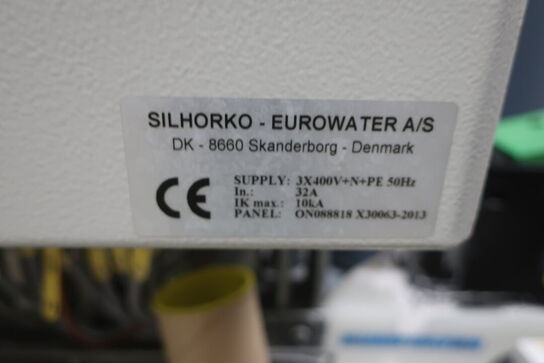 SILHORKO - EUROWATER A/S
DK - 8660 Skanderborg - Denmark
CE
SUPPLY: 3X400V+N+PE 50Hz
In.: 32A
IK max.: 10kA
PANEL: ON088818 X30063-2013